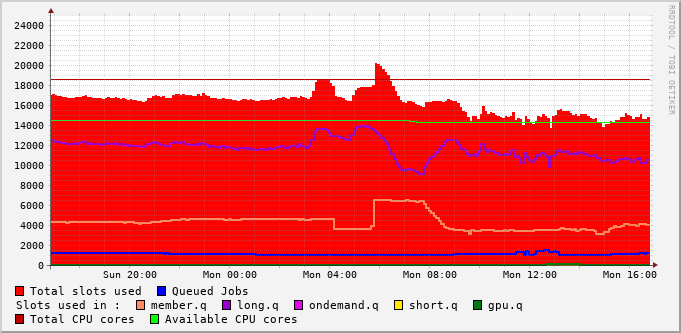 RRDTOOL / TOBI OETIKER
24000
22000
20000
18000
16000
14000
12000
10000
8000
6000
4000
2000
0
Sun 20:00 Mon 00:00 Mon 04:00 Mon 08:00 Mon 12:00 Mon 16:00
Total slots used Queued Jobs
Slots used in : member.q long.q ondemand.q short.q gpu.q
Total CPU cores Available CPU cores